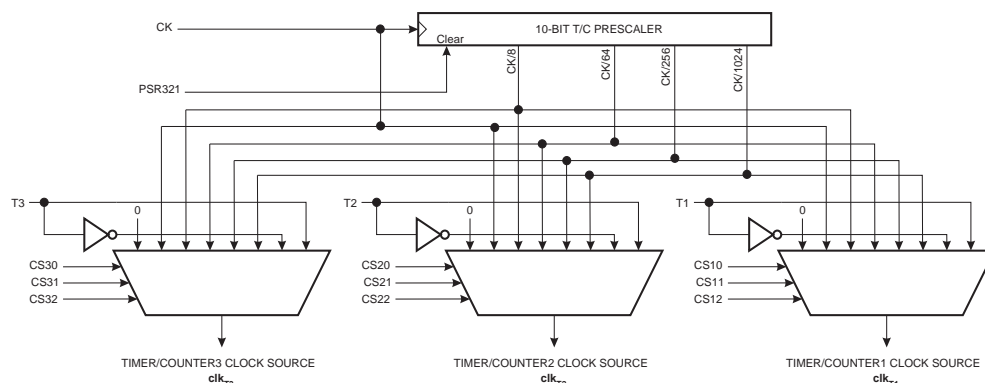 CK
10-BIT T/C PRESCALER
Clear
CK/8
CK/64
CK/256
CK/1024
PSR321
T3
0
T2
0
T1
0
CS30
CS31
CS32
CS20
CS21
CS22
CS10
CS11
CS12
TIMER/COUNTER3 CLOCK SOURCE
TIMER/COUNTER2 CLOCK SOURCE
TIMER/COUNTER1 CLOCK SOURCE